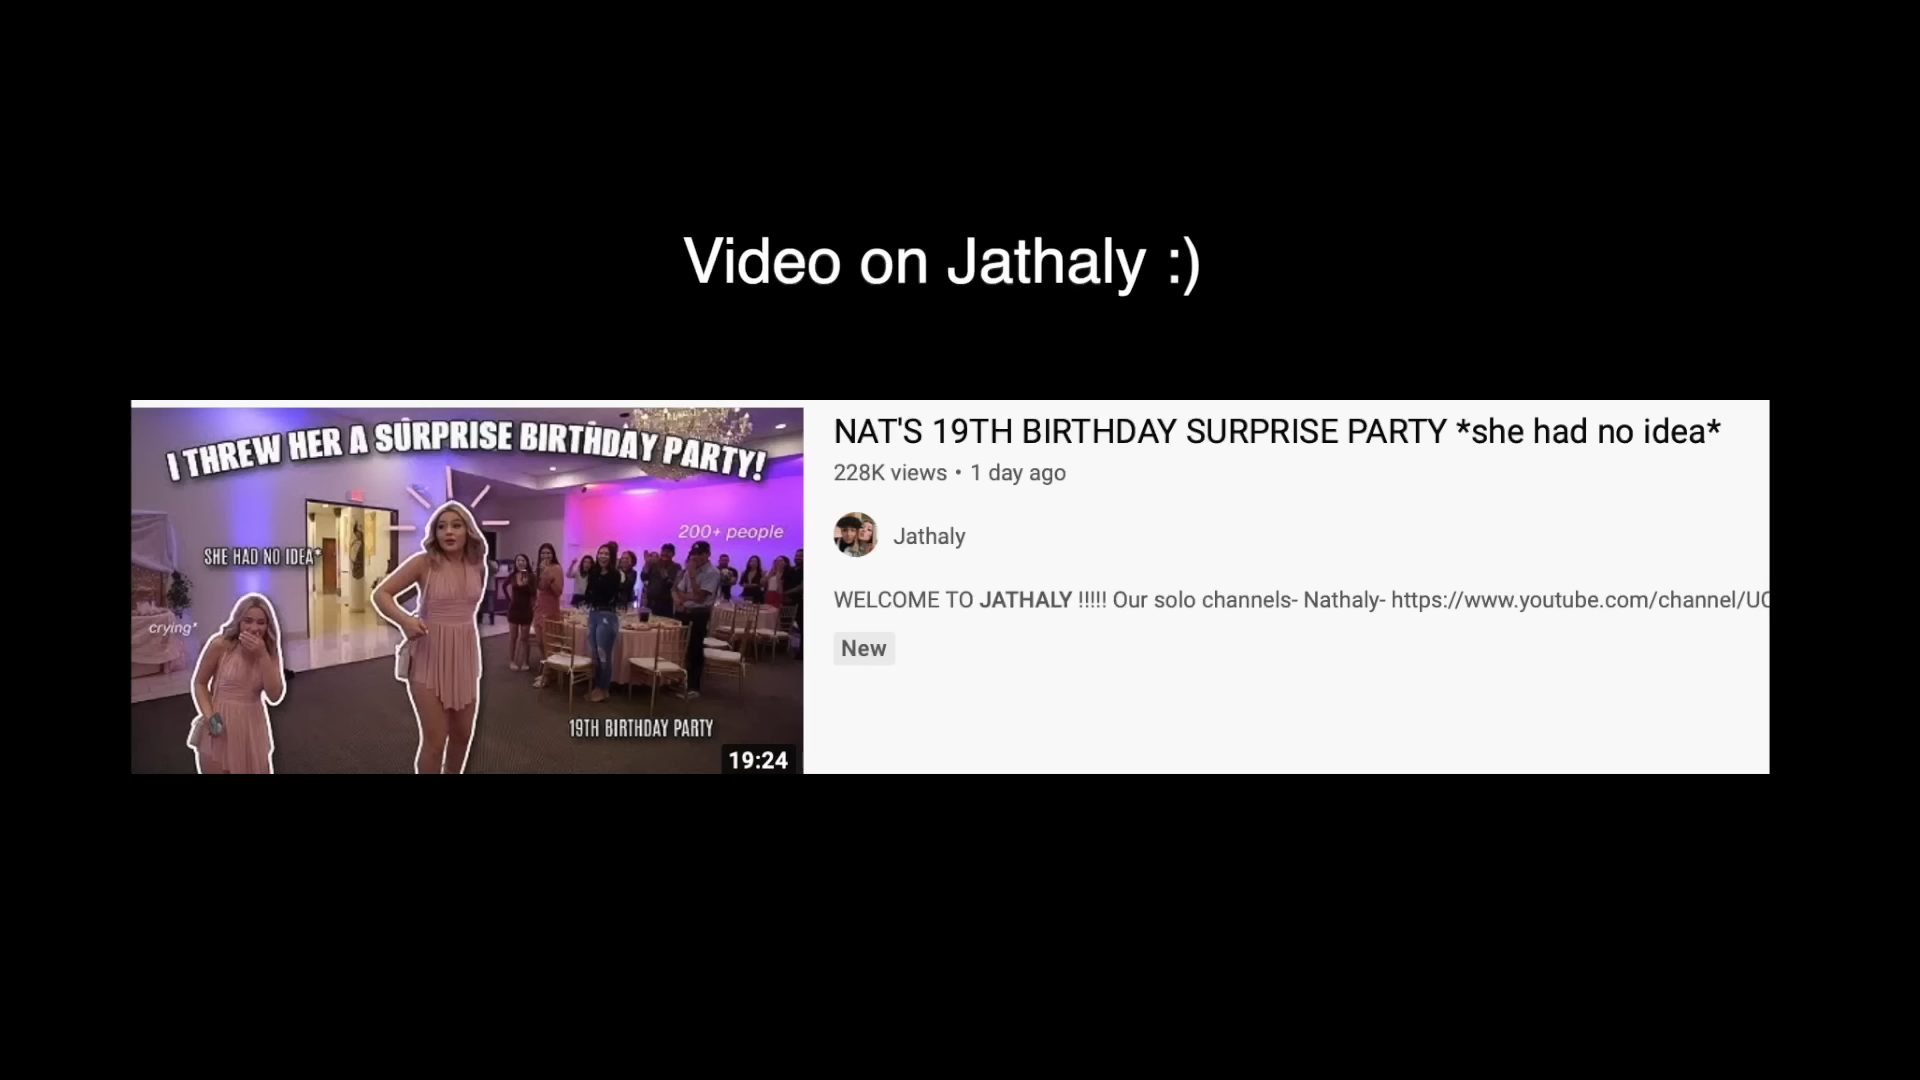 Video on Jathaly :)
I THREW HER A SURPRISE BIRTHDAY PARTY!
200+ people
SHE HAD NO IDEA*
crying*
19TH BIRTHDAY PARTY
19:24
NAT'S 19TH BIRTHDAY SURPRISE PARTY *she had no idea*
228K views • 1 day ago
Jathaly
WELCOME TO JATHALY !!!!! Our solo channels- Nathaly- https://www.youtube.com/channel/UC
New